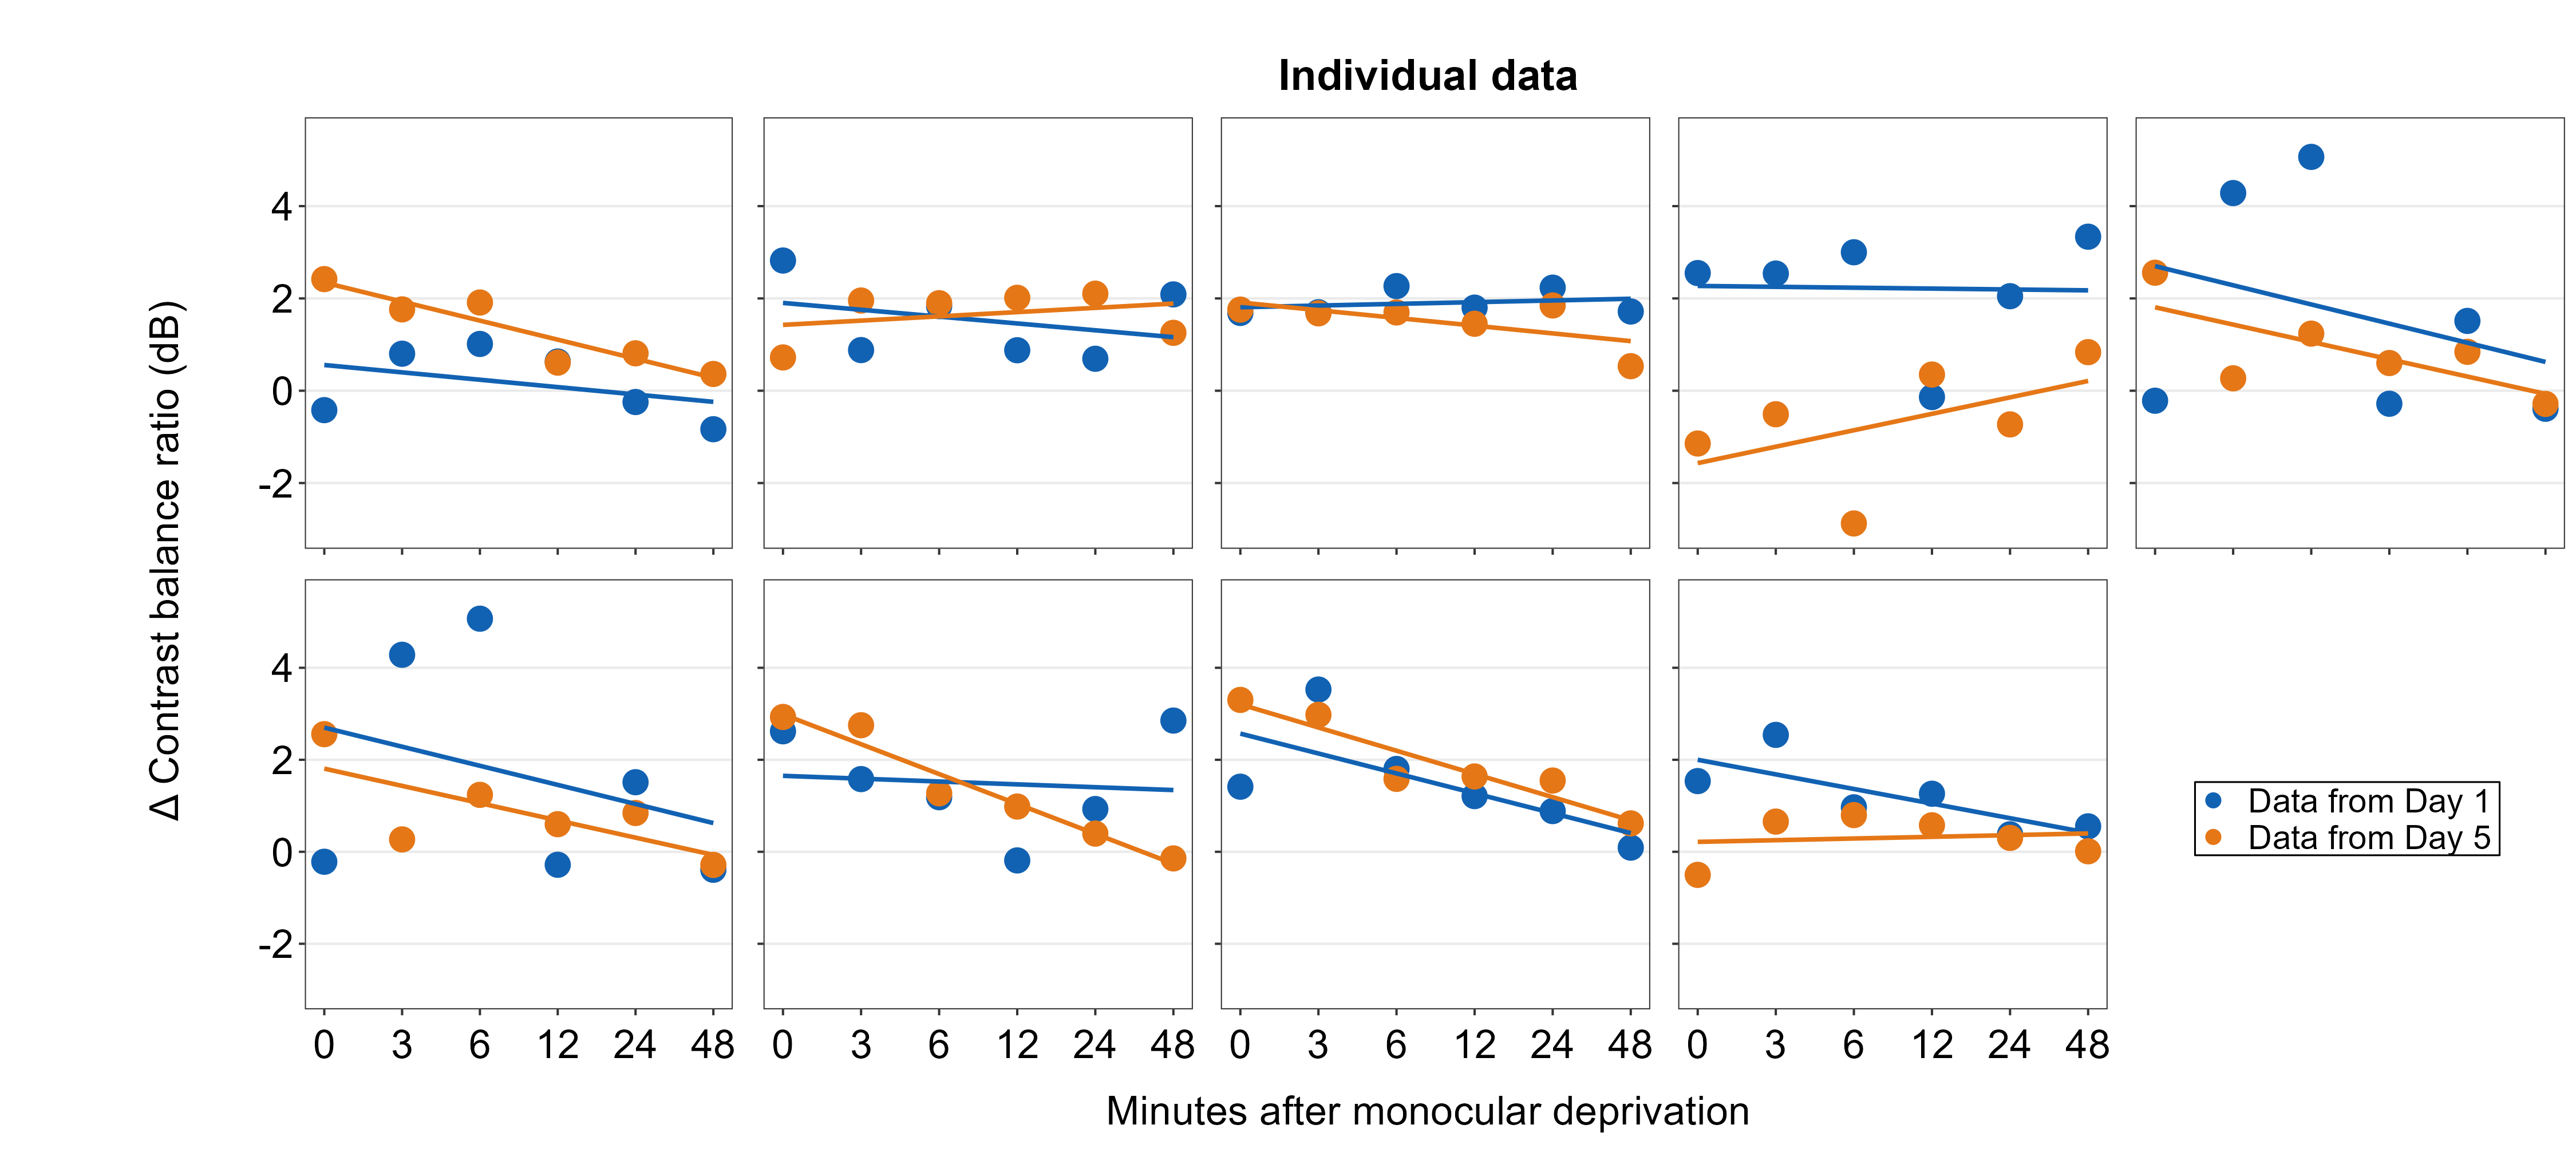 Individual data
Δ Contrast balance ratio (dB)
4
2
0
-2
4
2
0
-2
0 3 6 12 24 48 0 3 6 12 24 48 0 3 6 12 24 48 0 3 6 12 24 48
Data from Day 1
Data from Day 5
Minutes after monocular deprivation